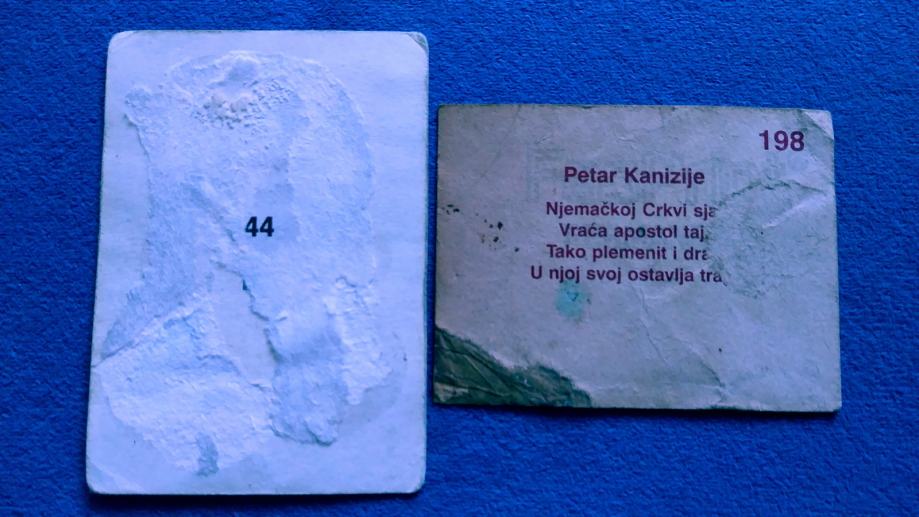 44
198
Petar Kanizije
Njemačkoj Crkvi
Vraća apostol
Tako plemenit i
U njoj svoj ostavlja